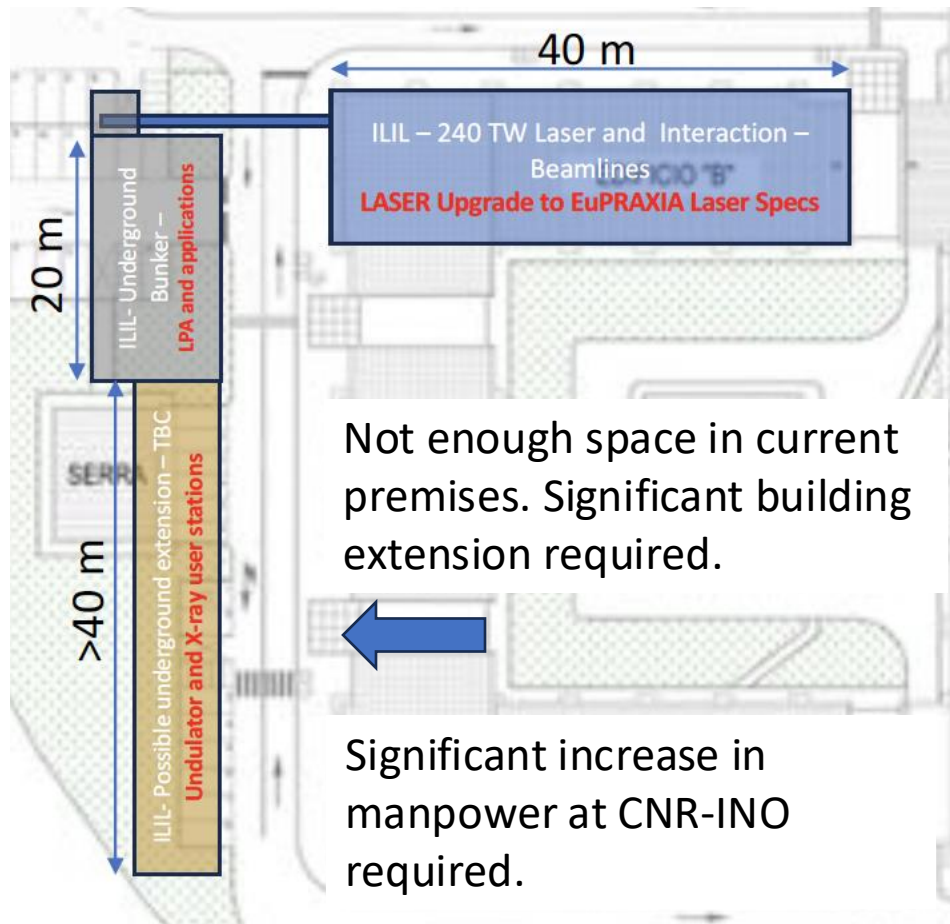 40 m
ILIL – 240 TW Laser and Interaction –
Beamlines
"B"
LASER Upgrade to EuPRAXIA Laser Specs
20 m
ILIL- Underground
Bunker –
LPA and applications
SERRA
>40 m
ILIL- Possible underground extension – TBC
Undulator and X-ray user stations
Not enough space in current
premises. Significant building
extension required.
Significant increase in
manpower at CNR-INO
required.